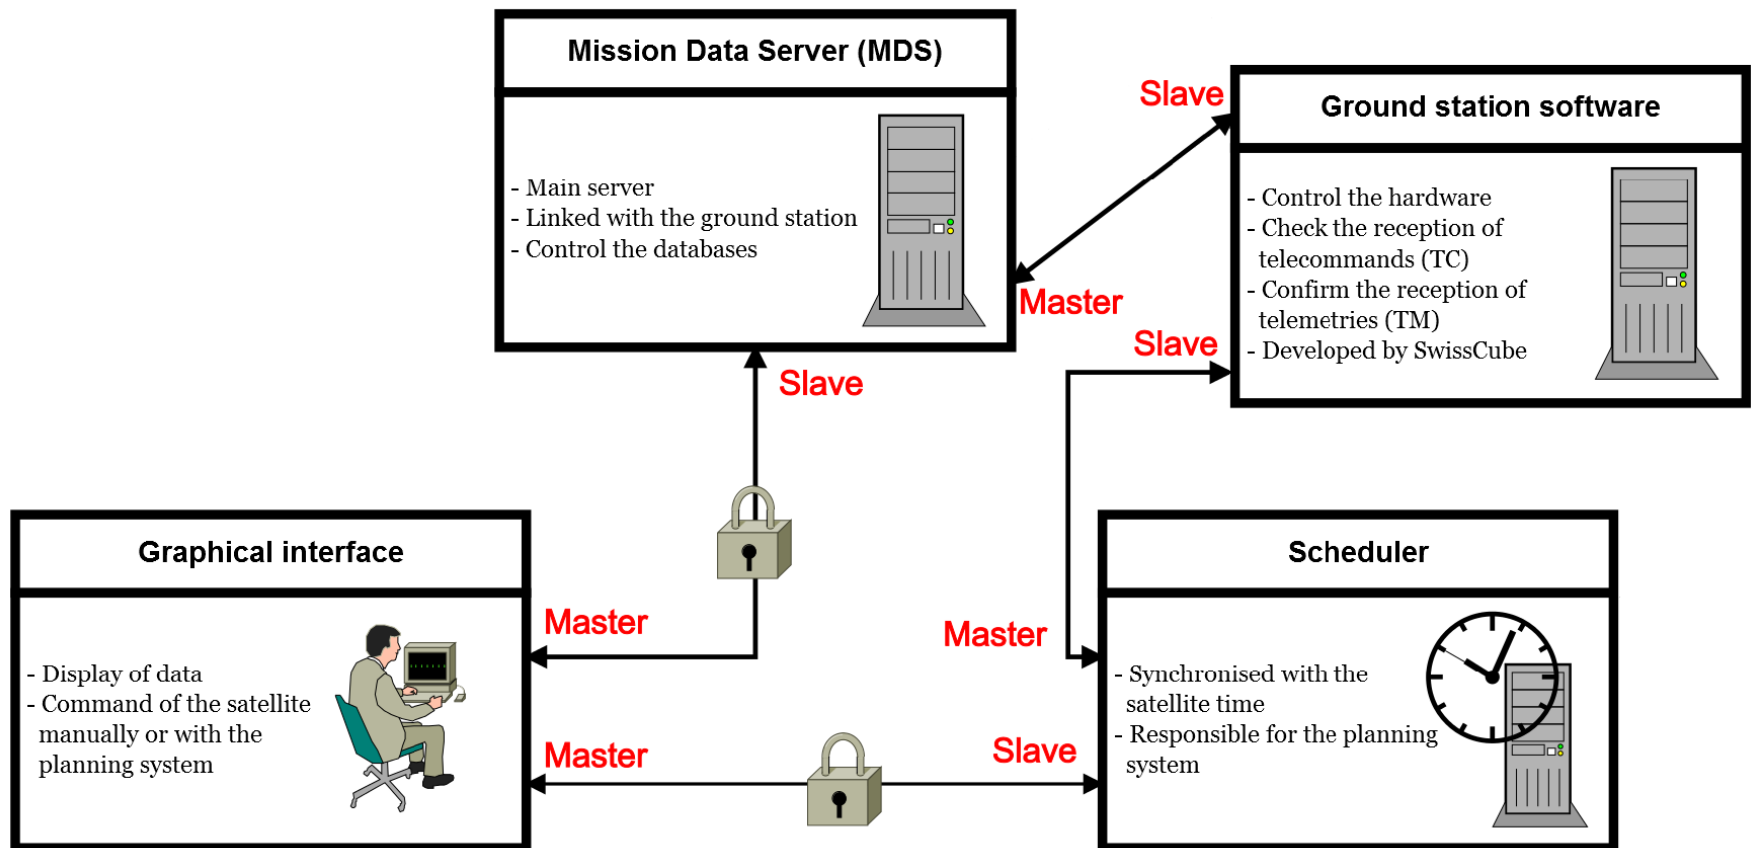 Mission Data Server (MDS)
- Main server
- Linked with the ground station
- Control the databases
Slave
Ground station software
- Control the hardware
- Check the reception of
telecommands (TC)
- Confirm the reception of
telemetries (TM)
- Developed by SwissCube
Master
Slave
Slave
Graphical interface
- Display of data
- Command of the satellite
manually or with the
planning system
Master
Master
Master
Slave
Scheduler
- Synchronised with the
satellite time
- Responsible for the planning
system